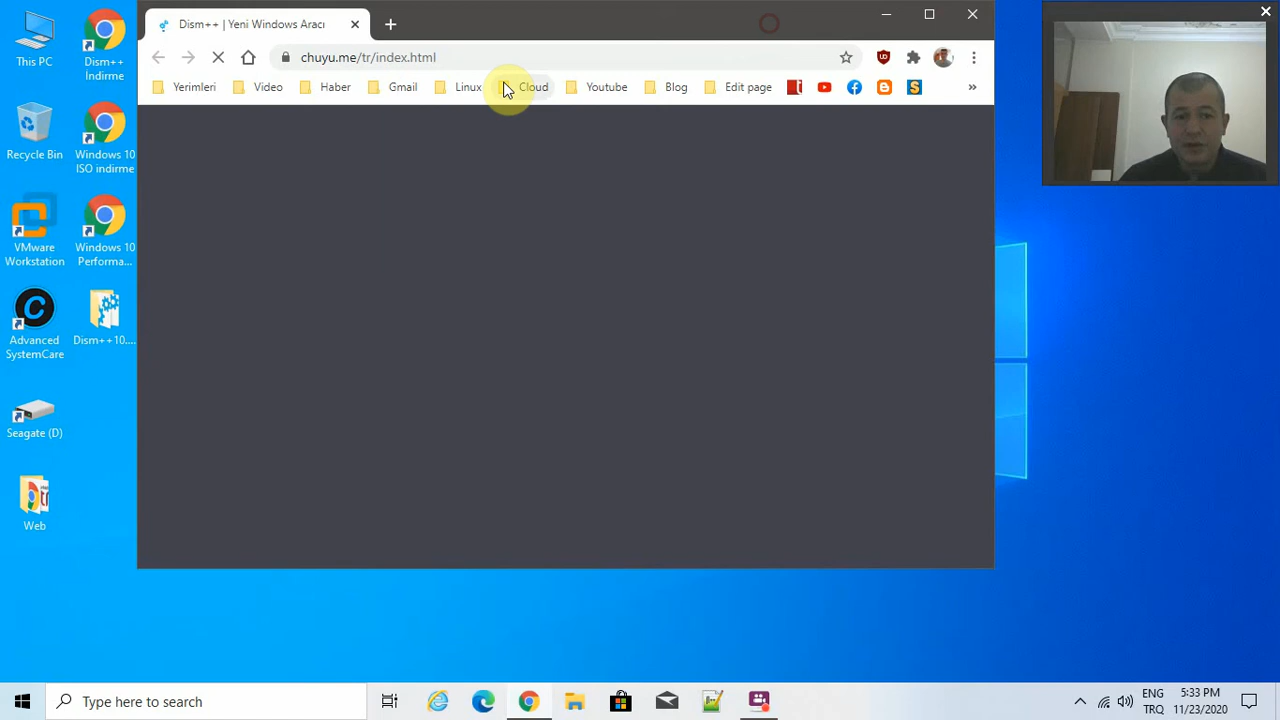 This PC
Recycle Bin
VMware
Workstation
Advanced
SystemCare
Seagate (D)
Web
Dism++
İndirme
Windows 10
ISO indirme
Windows 10
Performa...
Dism++10....
Dism++ | Yeni Windows Aracı
chuyu.me/tr/index.html
Yerimleri
Video
Haber
Gmail
Linux
Cloud
Youtube
Blog
Edit page
»
Type here to search
ENG
TRQ
5:33 PM
11/23/2020